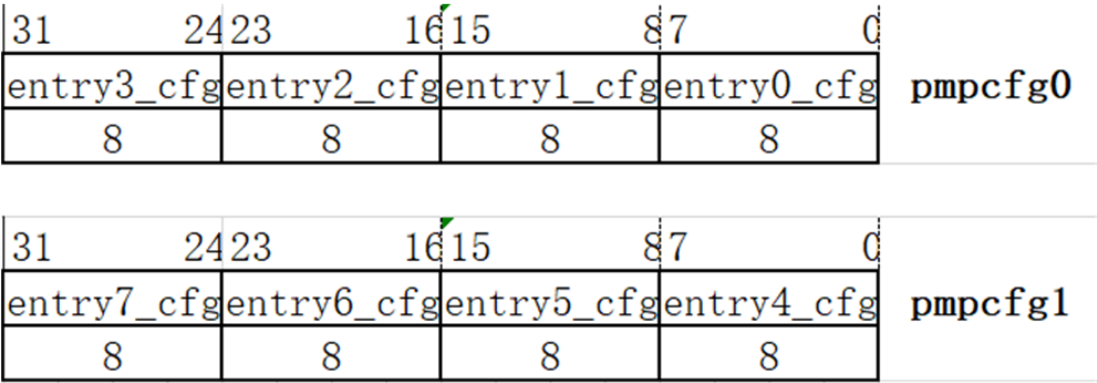 31 24 23 16 15 8 7 0
entry3_cfg entry2_cfg entry1_cfg entry0_cfg pmpcfg0
8 8 8 8
31 24 23 16 15 8 7 0
entry7_cfg entry6_cfg entry5_cfg entry4_cfg pmpcfg1
8 8 8 8